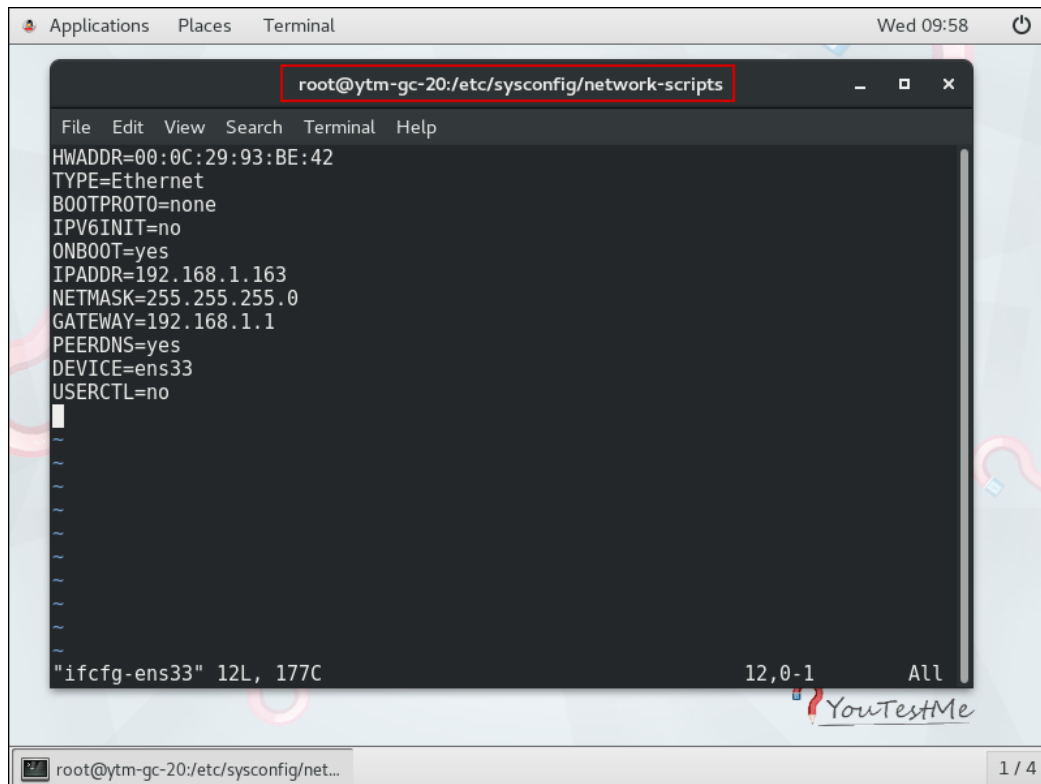 Applications Places Terminal Wed 09:58
root@ytm-gc-20:/etc/sysconfig/network-scripts
File Edit View Search Terminal Help
HWADDR=00:0C:29:93:BE:42
TYPE=Ethernet
BOOTPROTO=none
IPV6INIT=no
ONBOOT=yes
IPADDR=192.168.1.163
NETMASK=255.255.255.0
GATEWAY=192.168.1.1
PEERDNS=yes
DEVICE=ens33
USERCTL=no
~
~
~
~
~
~
~
~
~
~
"ifcfg-ens33" 12L, 177C 12,0-1 All
YouTestMe
root@ytm-gc-20:/etc/sysconfig/net... 1 / 4